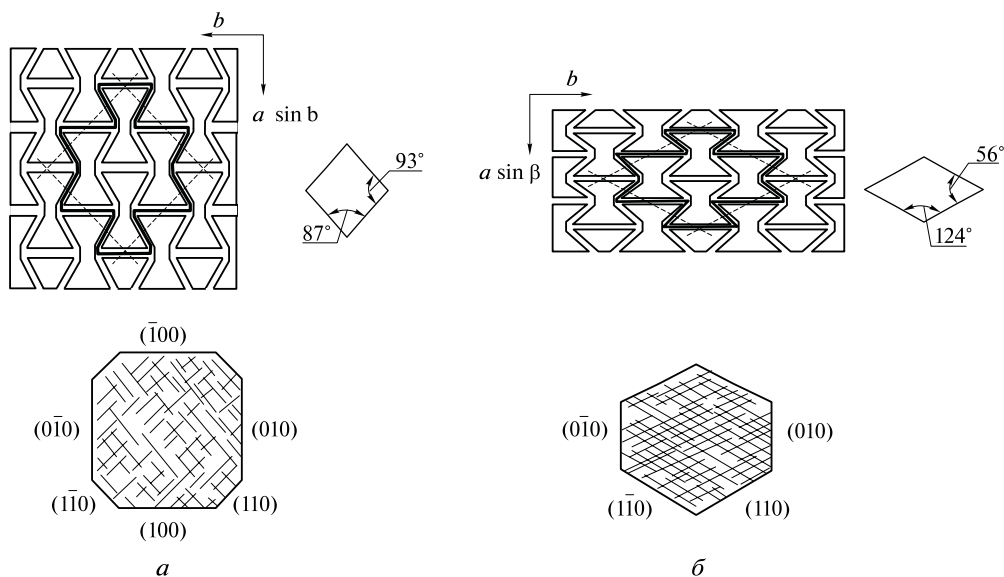 b
a sin b
93°
87°
b
a sin β
56°
124°
(1̅00)
(01̅0)
(010)
(11̅0)
(110)
(100)
а
(01̅0)
(010)
(11̅0)
(110)
б